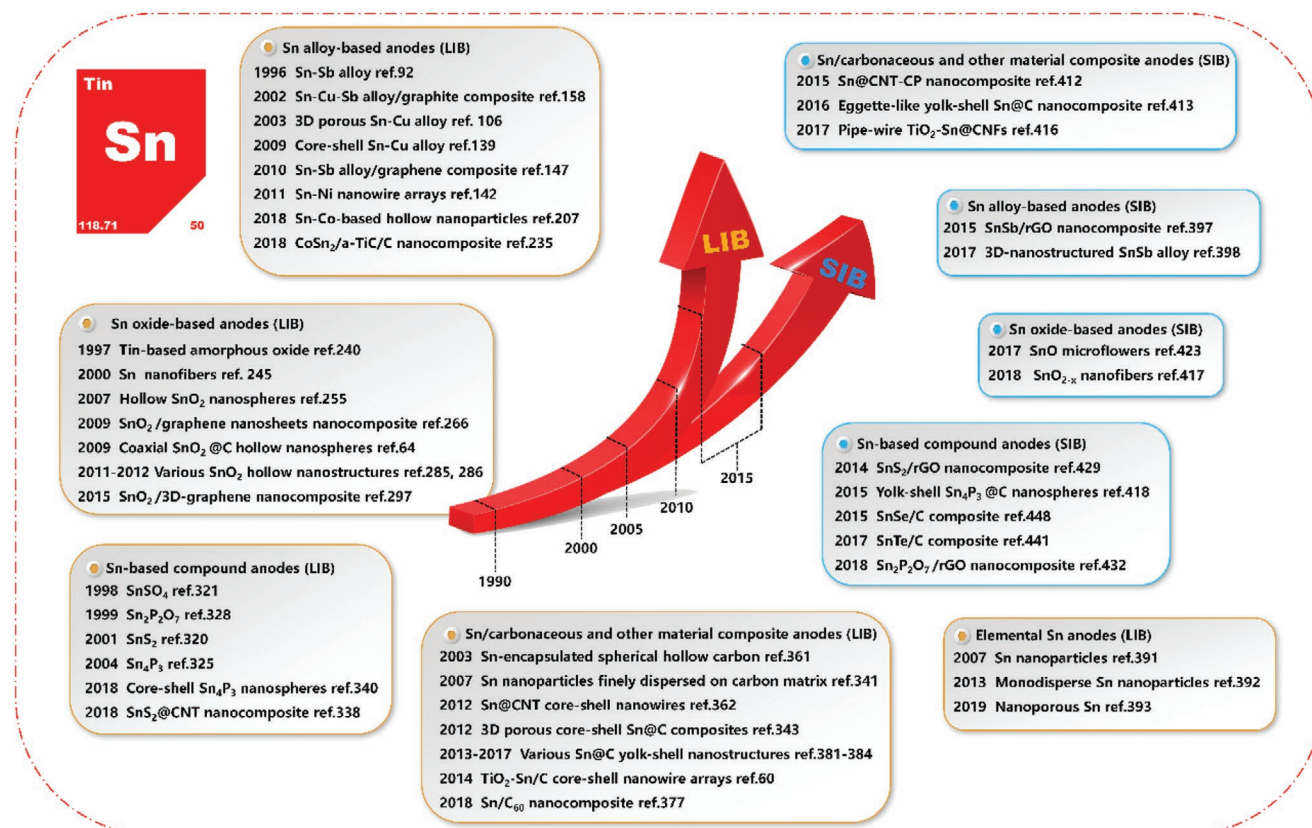 Tin
Sn
118.71 50
Sn alloy-based anodes (LIB)
1996 Sn-Sb alloy ref.92
2002 Sn-Cu-Sb alloy/graphite composite ref.158
2003 3D porous Sn-Cu alloy ref. 106
2009 Core-shell Sn-Cu alloy ref.139
2010 Sn-Sb alloy/graphene composite ref.147
2011 Sn-Ni nanowire arrays ref.142
2018 Sn-Co-based hollow nanoparticles ref.207
2018 CoSn₂/a-TiC/C nanocomposite ref.235
Sn/carbonaceous and other material composite anodes (SIB)
2015 Sn@CNT-CP nanocomposite ref.412
2016 Eggette-like yolk-shell Sn@C nanocomposite ref.413
2017 Pipe-wire TiO₂-Sn@CNFs ref.416
Sn alloy-based anodes (SIB)
2015 SnSb/rGO nanocomposite ref.397
2017 3D-nanostructured SnSb alloy ref.398
LIB
SIB
Sn oxide-based anodes (LIB)
1997 Tin-based amorphous oxide ref.240
2000 Sn nanofibers ref. 245
2007 Hollow SnO₂ nanospheres ref.255
2009 SnO₂/graphene nanosheets nanocomposite ref.266
2009 Coaxial SnO₂@C hollow nanospheres ref.64
2011-2012 Various SnO₂ hollow nanostructures ref.285, 286
2015 SnO₂/3D-graphene nanocomposite ref.297
Sn oxide-based anodes (SIB)
2017 SnO microflowers ref.423
2018 SnO₂₋ₓ nanofibers ref.417
Sn-based compound anodes (SIB)
2014 SnS₂/rGO nanocomposite ref.429
2015 Yolk-shell Sn₄P₃@C nanospheres ref.418
2015 SnSe/C composite ref.448
2017 SnTe/C composite ref.441
2018 Sn₂P₂O₇/rGO nanocomposite ref.432
1990
2000
2005
2010
2015
Sn-based compound anodes (LIB)
1998 SnSO₄ ref.321
1999 Sn₂P₂O₇ ref.328
2001 SnS₂ ref.320
2004 Sn₄P₃ ref.325
2018 Core-shell Sn₄P₃ nanospheres ref.340
2018 SnS₂@CNT nanocomposite ref.338
Sn/carbonaceous and other material composite anodes (LIB)
2003 Sn-encapsulated spherical hollow carbon ref.361
2007 Sn nanoparticles finely dispersed on carbon matrix ref.341
2012 Sn@CNT core-shell nanowires ref.362
2012 3D porous core-shell Sn@C composites ref.343
2013-2017 Various Sn@C yolk-shell nanostructures ref.381-384
2014 TiO₂-Sn/C core-shell nanowire arrays ref.60
2018 Sn/C₆₀ nanocomposite ref.377
Elemental Sn anodes (LIB)
2007 Sn nanoparticles ref.391
2013 Monodisperse Sn nanoparticles ref.392
2019 Nanoporous Sn ref.393